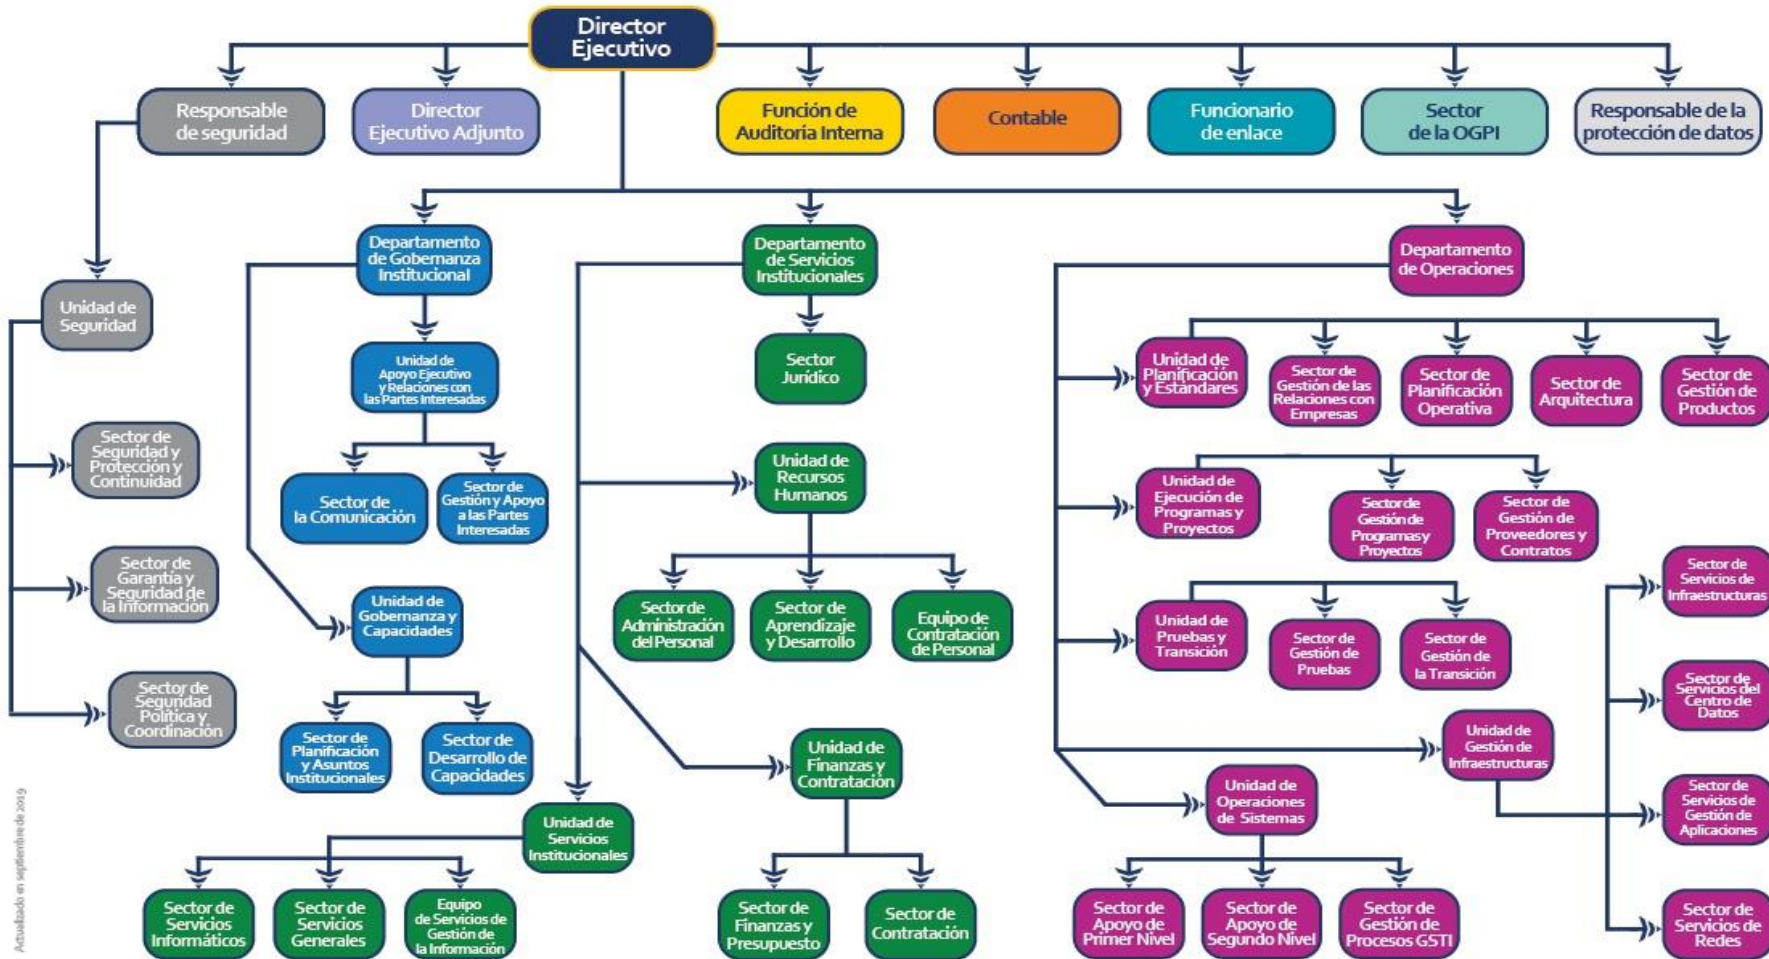 Director
Ejecutivo
Responsable
de seguridad
Director
Ejecutivo Adjunto
Función de
Auditoría Interna
Contable
Funcionario
de enlace
Sector
de la OGPI
Responsable de la
protección de datos
Departamento
de Gobernanza
Institucional
Departamento
de Servicios
Institucionales
Departamento
de Operaciones
Unidad de
Seguridad
Unidad de
Apoyo Ejecutivo
y Relaciones con
las Partes Interesadas
Sector
Jurídico
Unidad de
Planificación
y Estándares
Sector de
Gestión de las
Relaciones con
Empresas
Sector de
Planificación
Operativa
Sector de
Arquitectura
Sector de
Gestión de
Productos
Sector de
Seguridad y
Protección y
Continuidad
Sector de
la Comunicación
Sector de
Gestión y Apoyo
a las Partes
Interesadas
Unidad de
Recursos
Humanos
Unidad de
Ejecución de
Programas y
Proyectos
Sector de
Gestión de
Programas y
Proyectos
Sector de
Gestión de
Proveedores y
Contratos
Sector de
Garantía y
Seguridad de
la Información
Unidad de
Gobernanza y
Capacidades
Sector de
Administración
del Personal
Sector de
Aprendizaje
y Desarrollo
Equipo de
Contratación
de Personal
Unidad de
Pruebas y
Transición
Sector de
Gestión de
Pruebas
Sector de
Gestión de
la Transición
Sector de
Servicios de
Infraestructuras
Sector de
Seguridad
Política y
Coordinación
Sector de
Planificación
y Asuntos
Institucionales
Sector de
Desarrollo de
Capacidades
Unidad de
Finanzas y
Contratación
Unidad de
Gestión de
Infraestructuras
Sector de
Servicios del
Centro de
Datos
Unidad de
Servicios
Institucionales
Unidad de
Operaciones
de Sistemas
Sector de
Servicios de
Gestión de
Aplicaciones
Sector de
Servicios
Informáticos
Sector de
Servicios
Generales
Equipo
de Servicios de
Gestión de
la Información
Sector de
Finanzas y
Presupuesto
Sector de
Contratación
Sector de
Apoyo de
Primer Nivel
Sector de
Apoyo de
Segundo Nivel
Sector de
Gestión de
Procesos GSTI
Sector de
Servicios de
Redes
Actualizado en septiembre de 2019